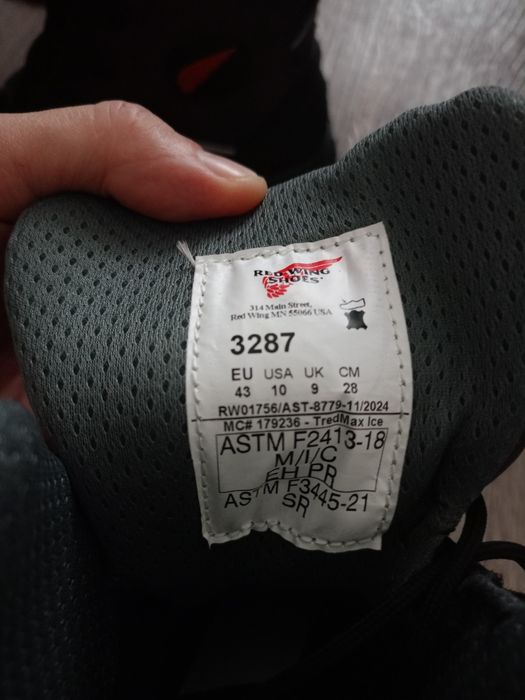 RED WING
SHOES
314 Main Street,
Red Wing MN 55066 USA
3287
EU USA UK CM
43 10 9 28
RW01756/AST-8779-11/2024
MC# 179236 - TredMax Ice
ASTM F2413-18
M/I/C
EH PR
ASTM F3445-21
SR